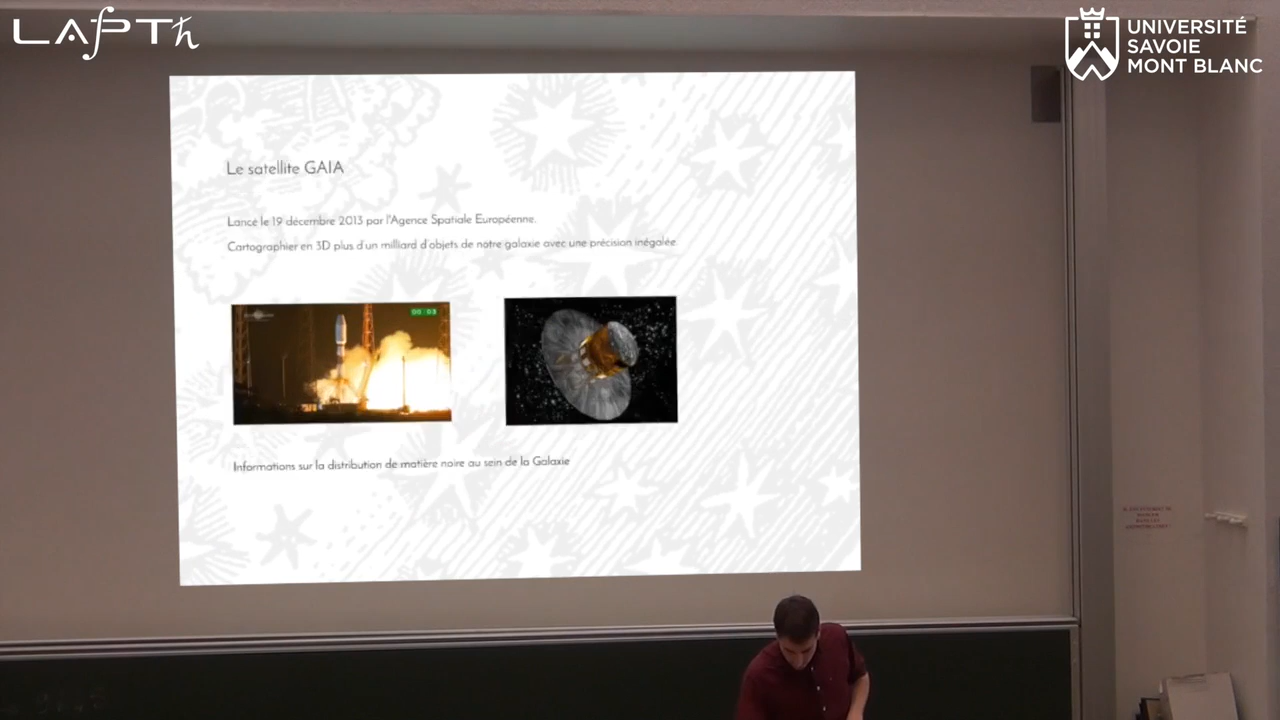 LAPTh
UNIVERSITÉ
SAVOIE
MONT BLANC
Le satellite GAIA
Lancé le 19 décembre 2013 par l'Agence Spatiale Européenne.
Cartographier en 3D plus d'un milliard d'objets de notre galaxie avec une précision inégalée
00:03
Informations sur la distribution de matière noire au sein de la Galaxie